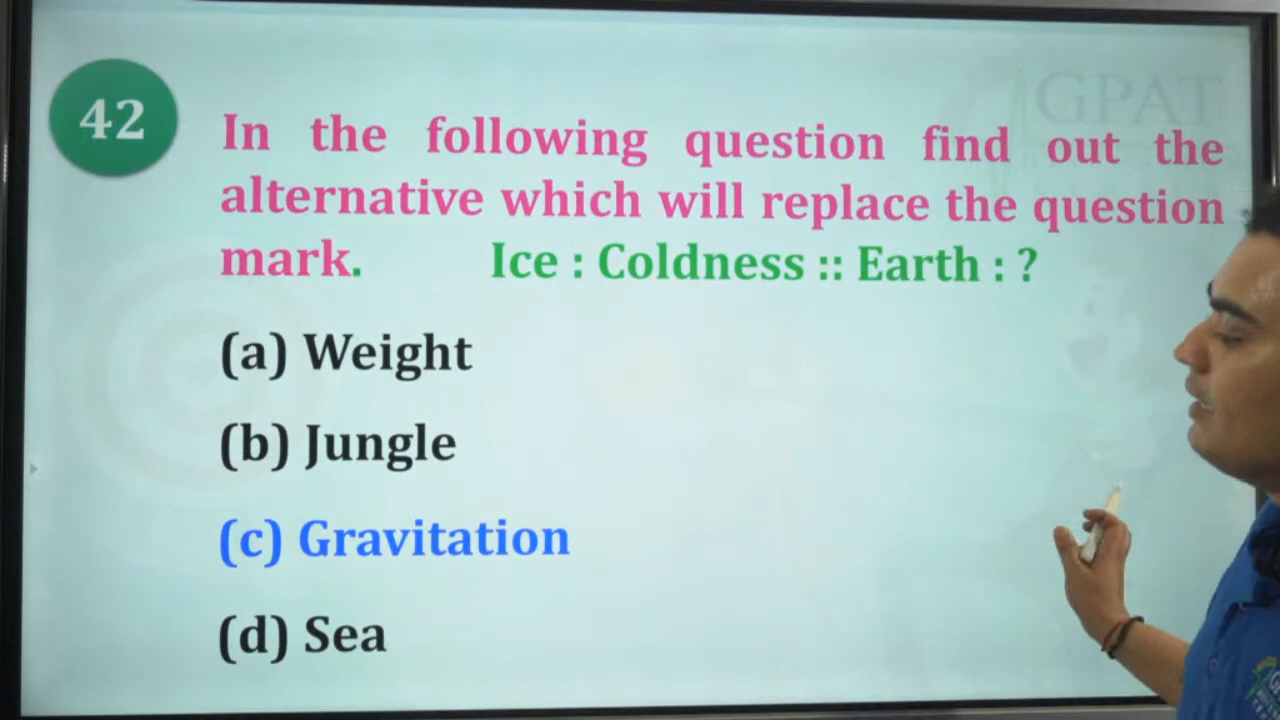 42
In the following question find out the
alternative which will replace the question
mark. Ice : Coldness :: Earth : ?
(a) Weight
(b) Jungle
(c) Gravitation
(d) Sea
GPAT